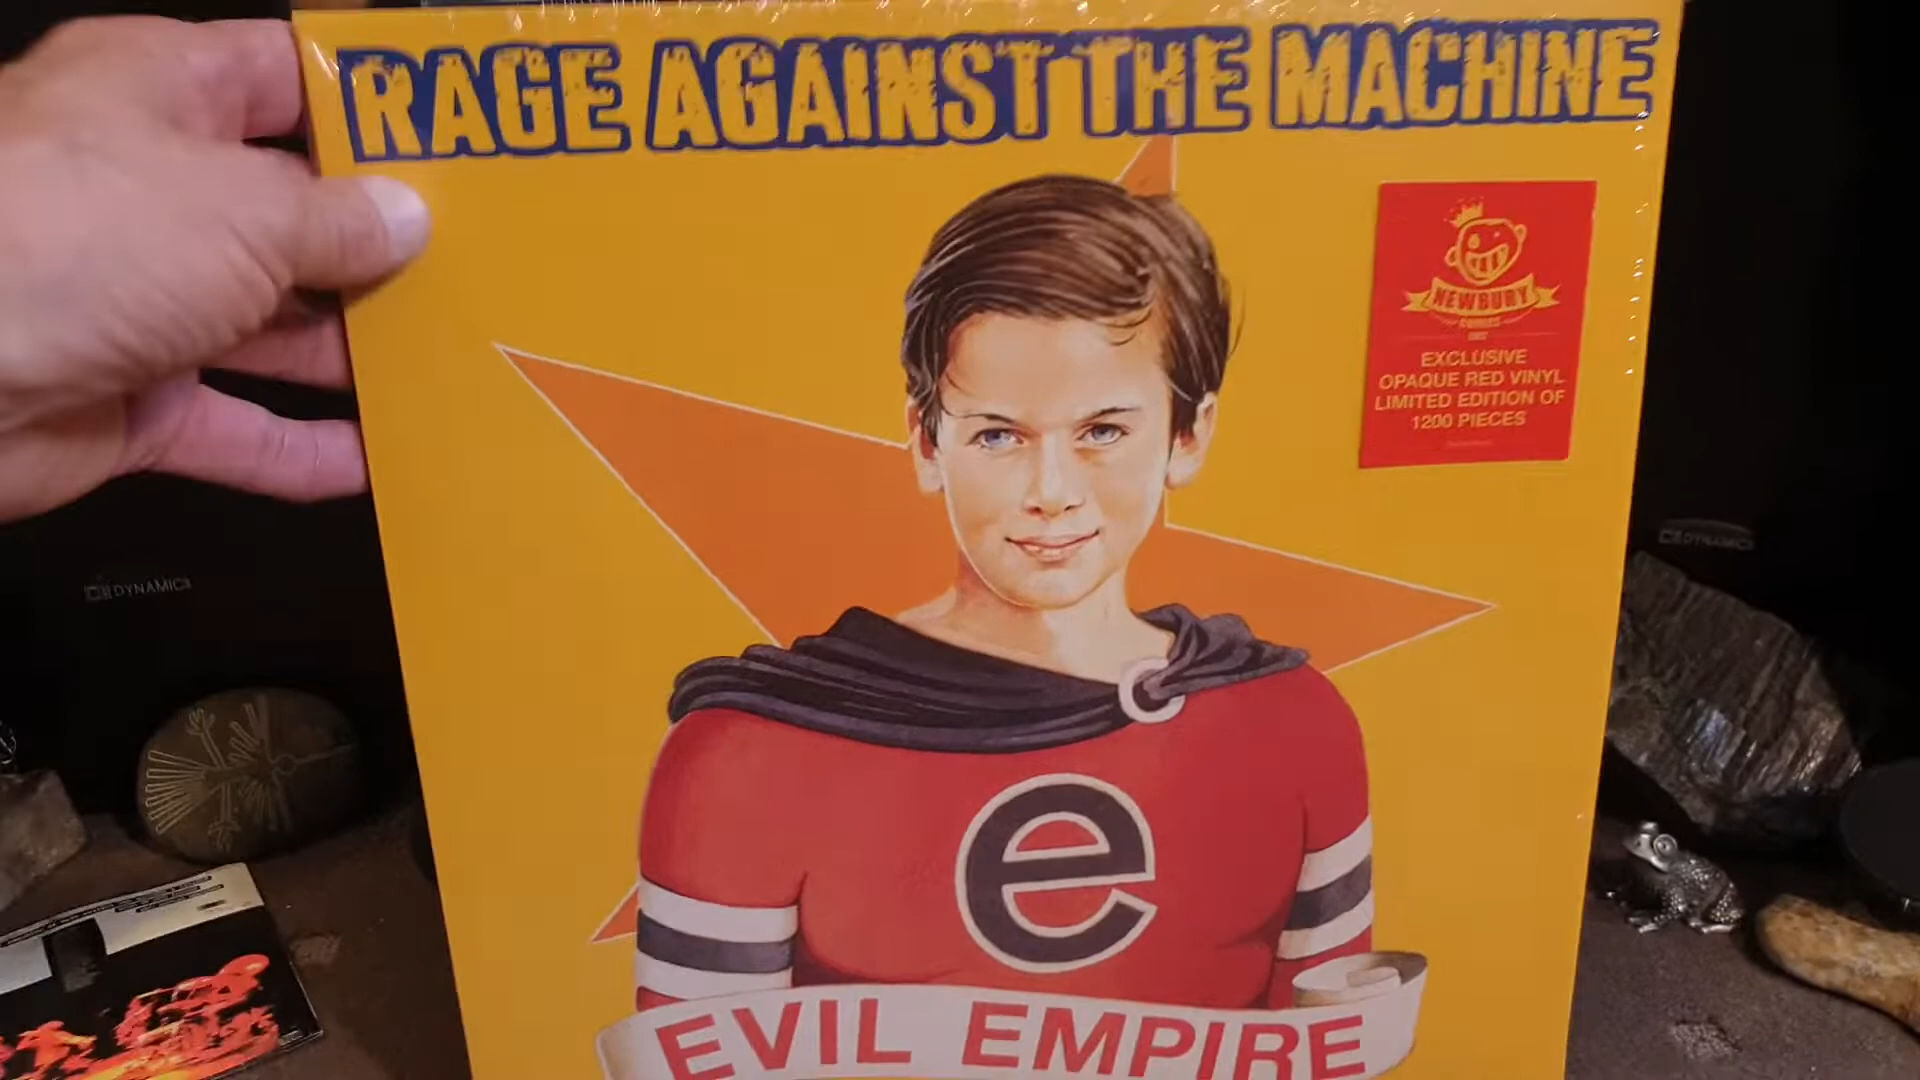 RAGE AGAINST THE MACHINE
NEWBURY
COMICS
EXCLUSIVE
OPAQUE RED VINYL
LIMITED EDITION OF
1200 PIECES
DYNAMICS
DYNAMICS
e
EVIL EMPIRE